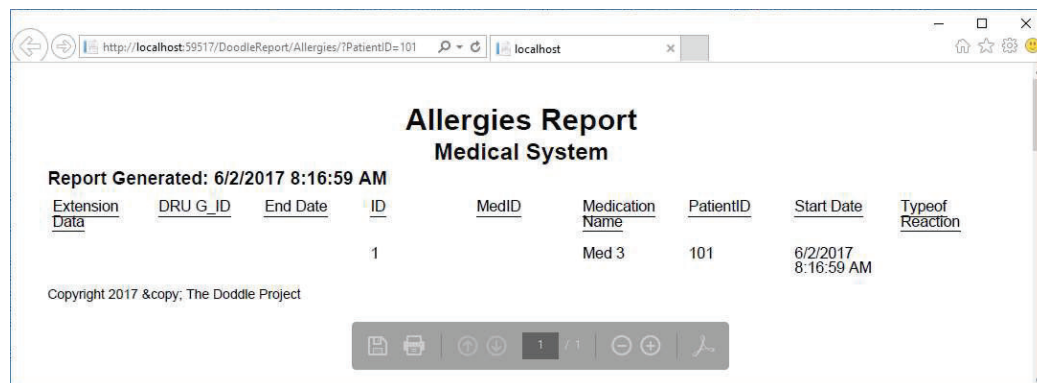 http://localhost:59517/DoodleReport/Allergies/?PatientID=101
localhost
Allergies Report
Medical System
Report Generated: 6/2/2017 8:16:59 AM
Extension Data DRU G_ID End Date ID MedID Medication Name PatientID Start Date Typeof Reaction
1 Med 3 101 6/2/2017 8:16:59 AM
Copyright 2017 &copy; The Doddle Project
1 / 1